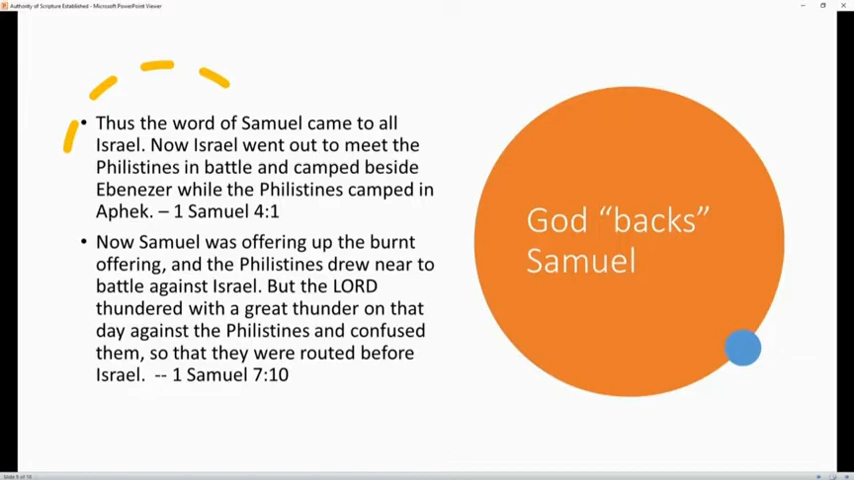 Authority of Scripture Established - Microsoft PowerPoint Viewer
• Thus the word of Samuel came to all
Israel. Now Israel went out to meet the
Philistines in battle and camped beside
Ebenezer while the Philistines camped in
Aphek. – 1 Samuel 4:1
• Now Samuel was offering up the burnt
offering, and the Philistines drew near to
battle against Israel. But the LORD
thundered with a great thunder on that
day against the Philistines and confused
them, so that they were routed before
Israel.  -- 1 Samuel 7:10
God “backs”
Samuel